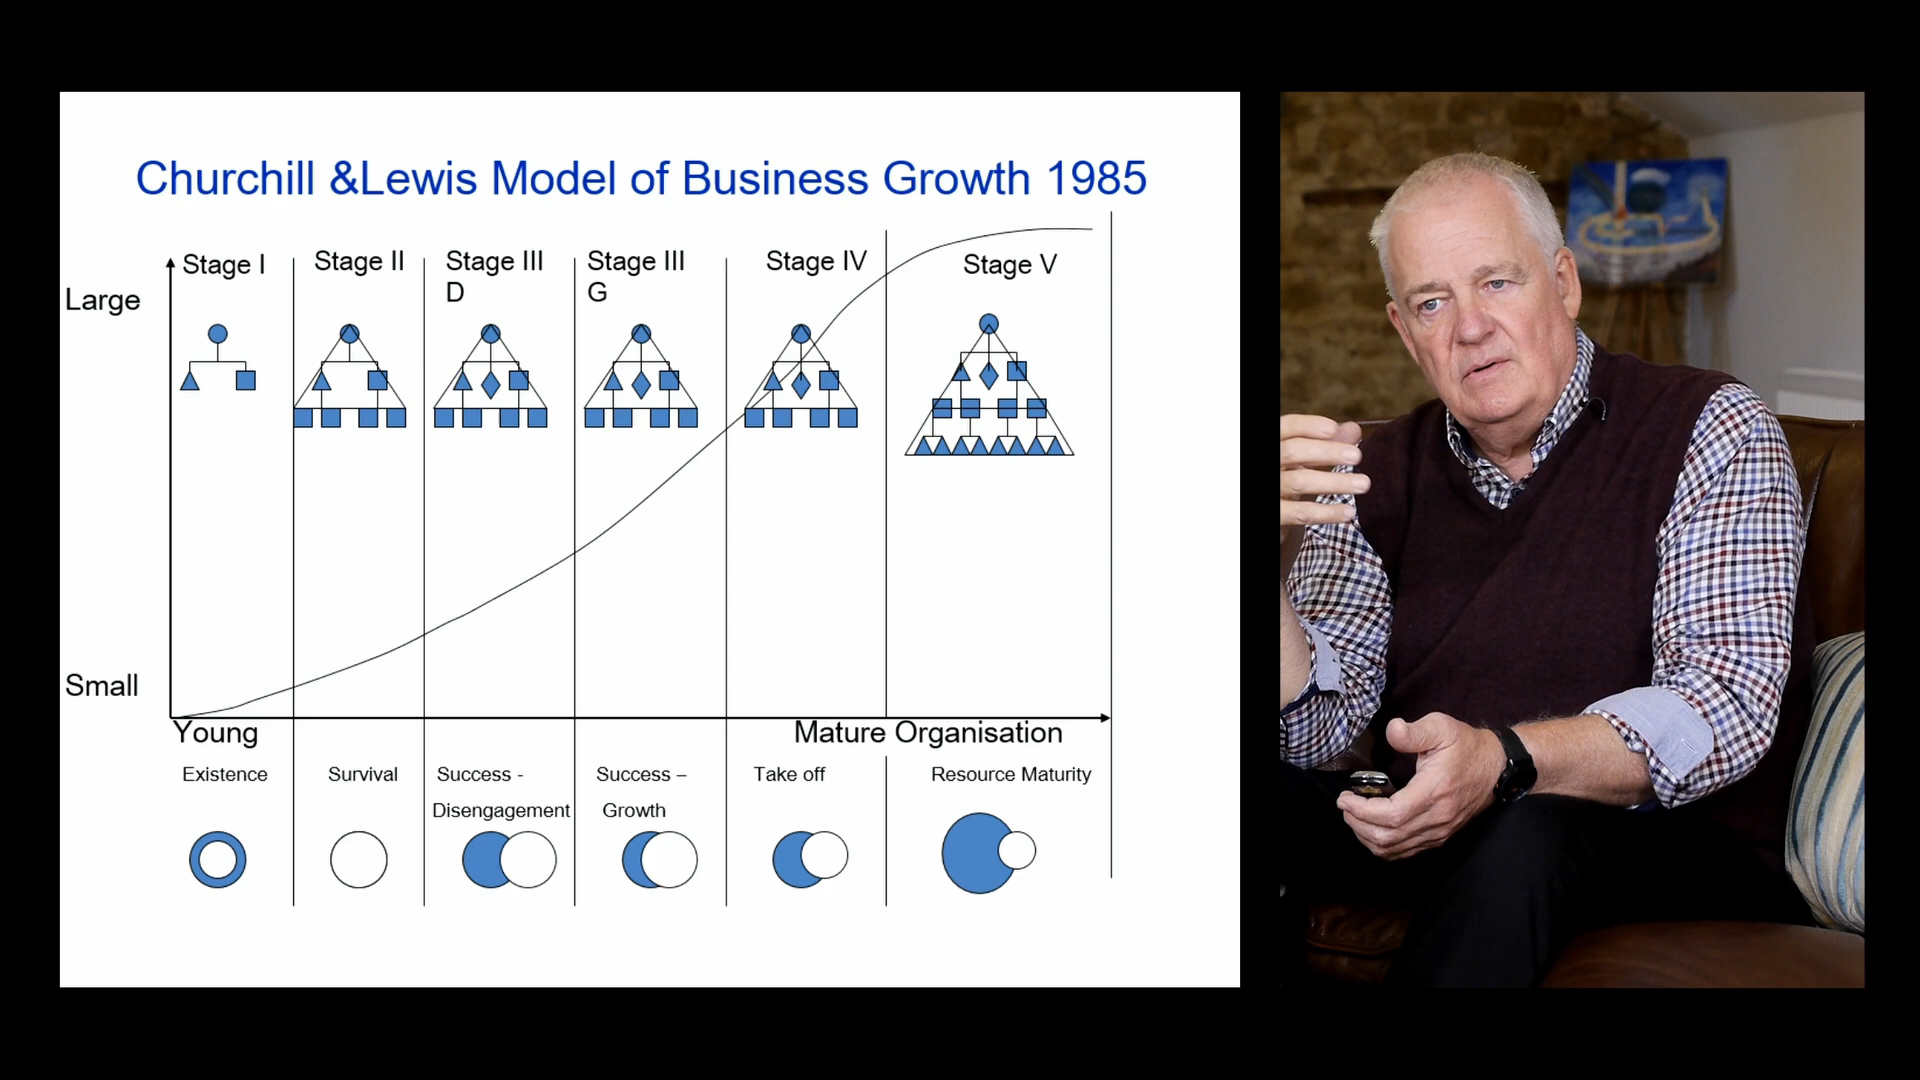 Churchill &Lewis Model of Business Growth 1985
Stage I
Stage II
Stage III
D
Stage III
G
Stage IV
Stage V
Large
Small
Young
Mature Organisation
Existence
Survival
Success -
Disengagement
Success –
Growth
Take off
Resource Maturity